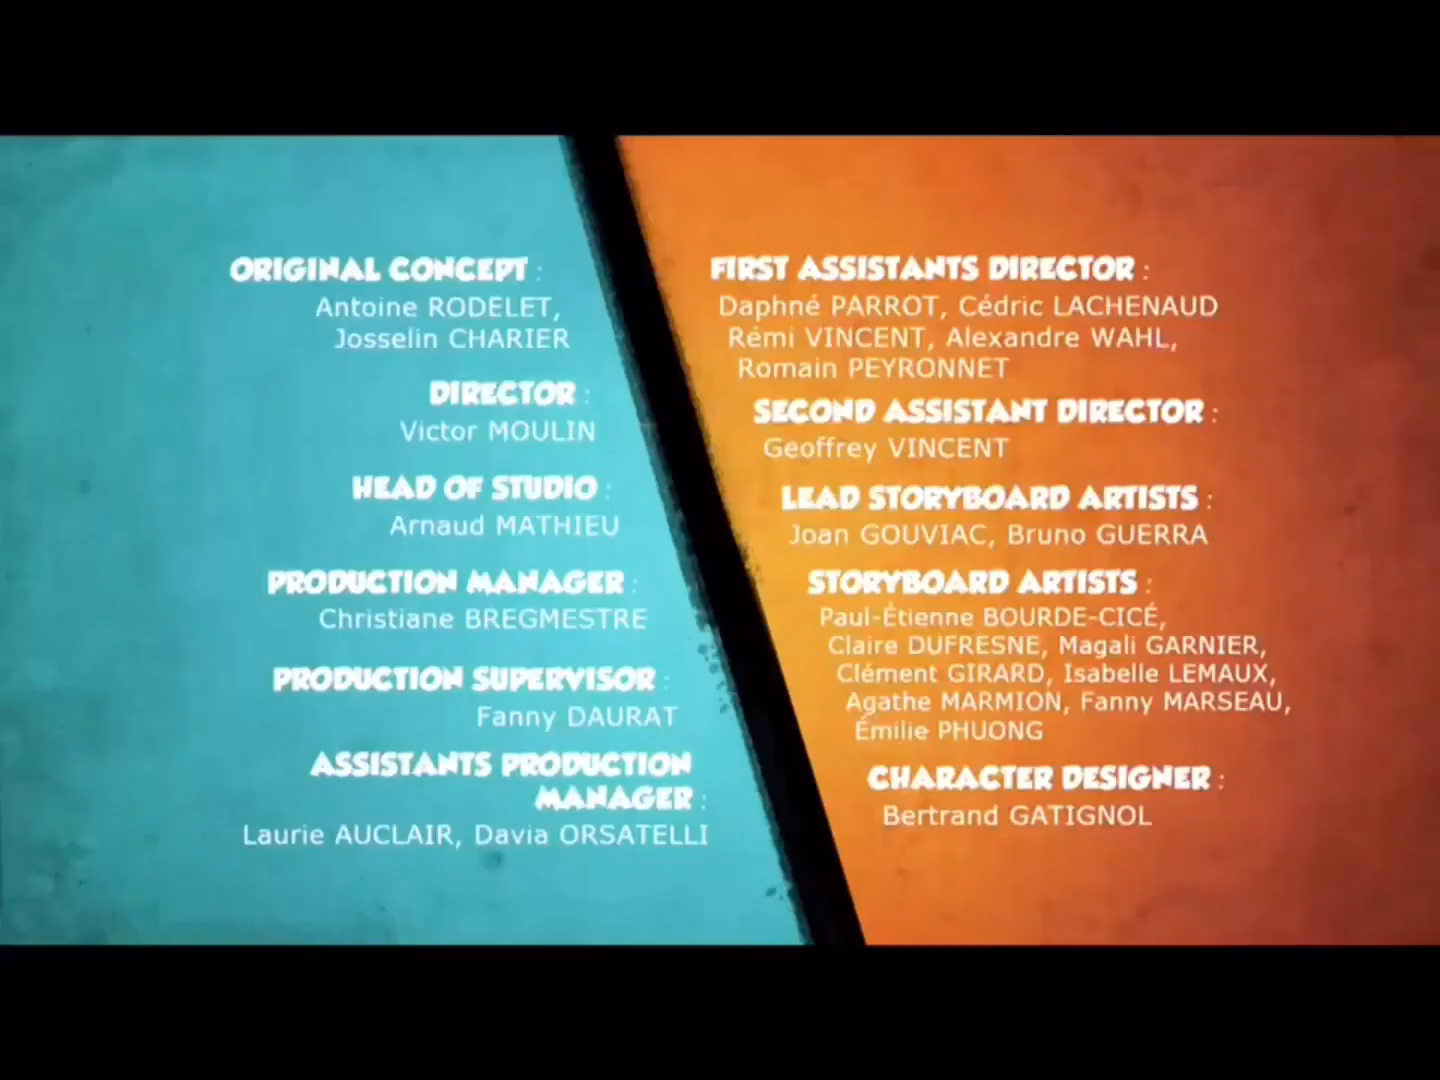 ORIGINAL CONCEPT :
Antoine RODELET,
Josselin CHARIER
DIRECTOR :
Victor MOULIN
HEAD OF STUDIO :
Arnaud MATHIEU
PRODUCTION MANAGER :
Christiane BREGMESTRE
PRODUCTION SUPERVISOR :
Fanny DAURAT
ASSISTANTS PRODUCTION
MANAGER :
Laurie AUCLAIR, Davia ORSATELLI
FIRST ASSISTANTS DIRECTOR :
Daphné PARROT, Cédric LACHENAUD
Rémi VINCENT, Alexandre WAHL,
Romain PEYRONNET
SECOND ASSISTANT DIRECTOR :
Geoffrey VINCENT
LEAD STORYBOARD ARTISTS :
Joan GOUVIAC, Bruno GUERRA
STORYBOARD ARTISTS :
Paul-Étienne BOURDE-CICÉ,
Claire DUFRESNE, Magali GARNIER,
Clément GIRARD, Isabelle LEMAUX,
Agathe MARMION, Fanny MARSEAU,
Émilie PHUONG
CHARACTER DESIGNER :
Bertrand GATIGNOL